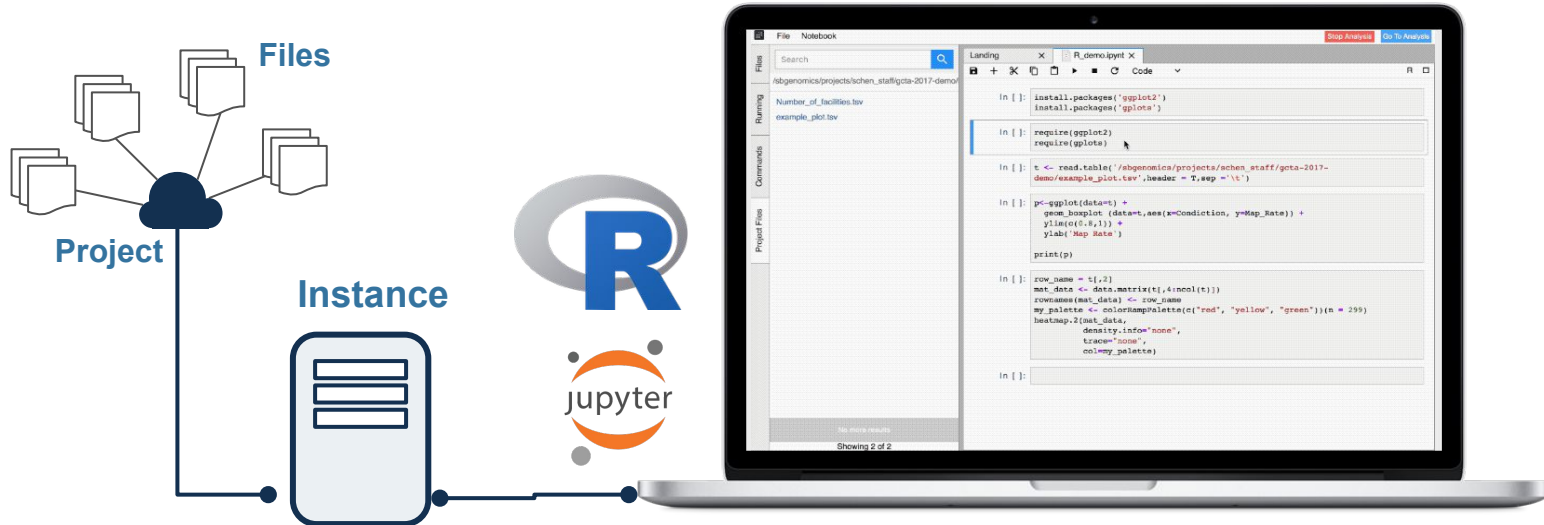 Files
Project
Instance
R
jupyter
File Notebook
Stop Analysis Go To Analysis
Files
Running
Commands
Project Files
Search
/sbgenomics/projects/schen_staff/gcta-2017-demo/
Number_of_facilities.tsv
example_plot.tsv
No more results
Showing 2 of 2
Landing X R_demo.ipynt X
Code
R
In [ ]: install.packages('ggplot2')
install.packages('gplots')
In [ ]: require(ggplot2)
require(gplots)
In [ ]: t <- read.table('/sbgenomics/projects/schen_staff/gcta-2017-
demo/example_plot.tsv',header = T,sep ='\t')
In [ ]: p<-ggplot(data=t) +
geom_boxplot (data=t,aes(x=Condiction, y=Map_Rate)) +
ylim(c(0.8,1)) +
ylab('Map Rate')
print(p)
In [ ]: row_name = t[,2]
mat_data <- data.matrix(t[,4:ncol(t)])
rownames(mat_data) <- row_name
my_palette <- colorRampPalette(c("red", "yellow", "green"))(n = 299)
heatmap.2(mat_data,
density.info="none",
trace="none",
col=my_palette)
In [ ]: